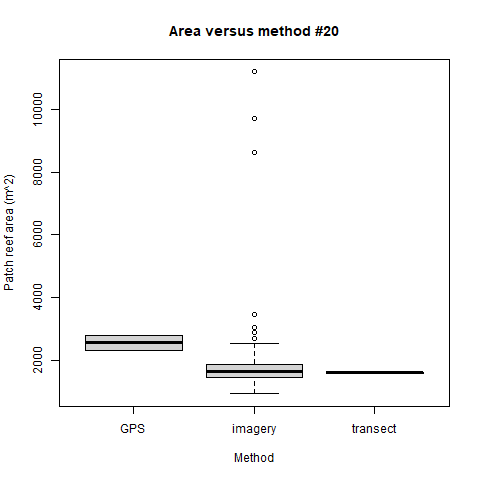 Area versus method #20
Patch reef area (m^2)
10000
8000
6000
4000
2000
GPS imagery transect
Method